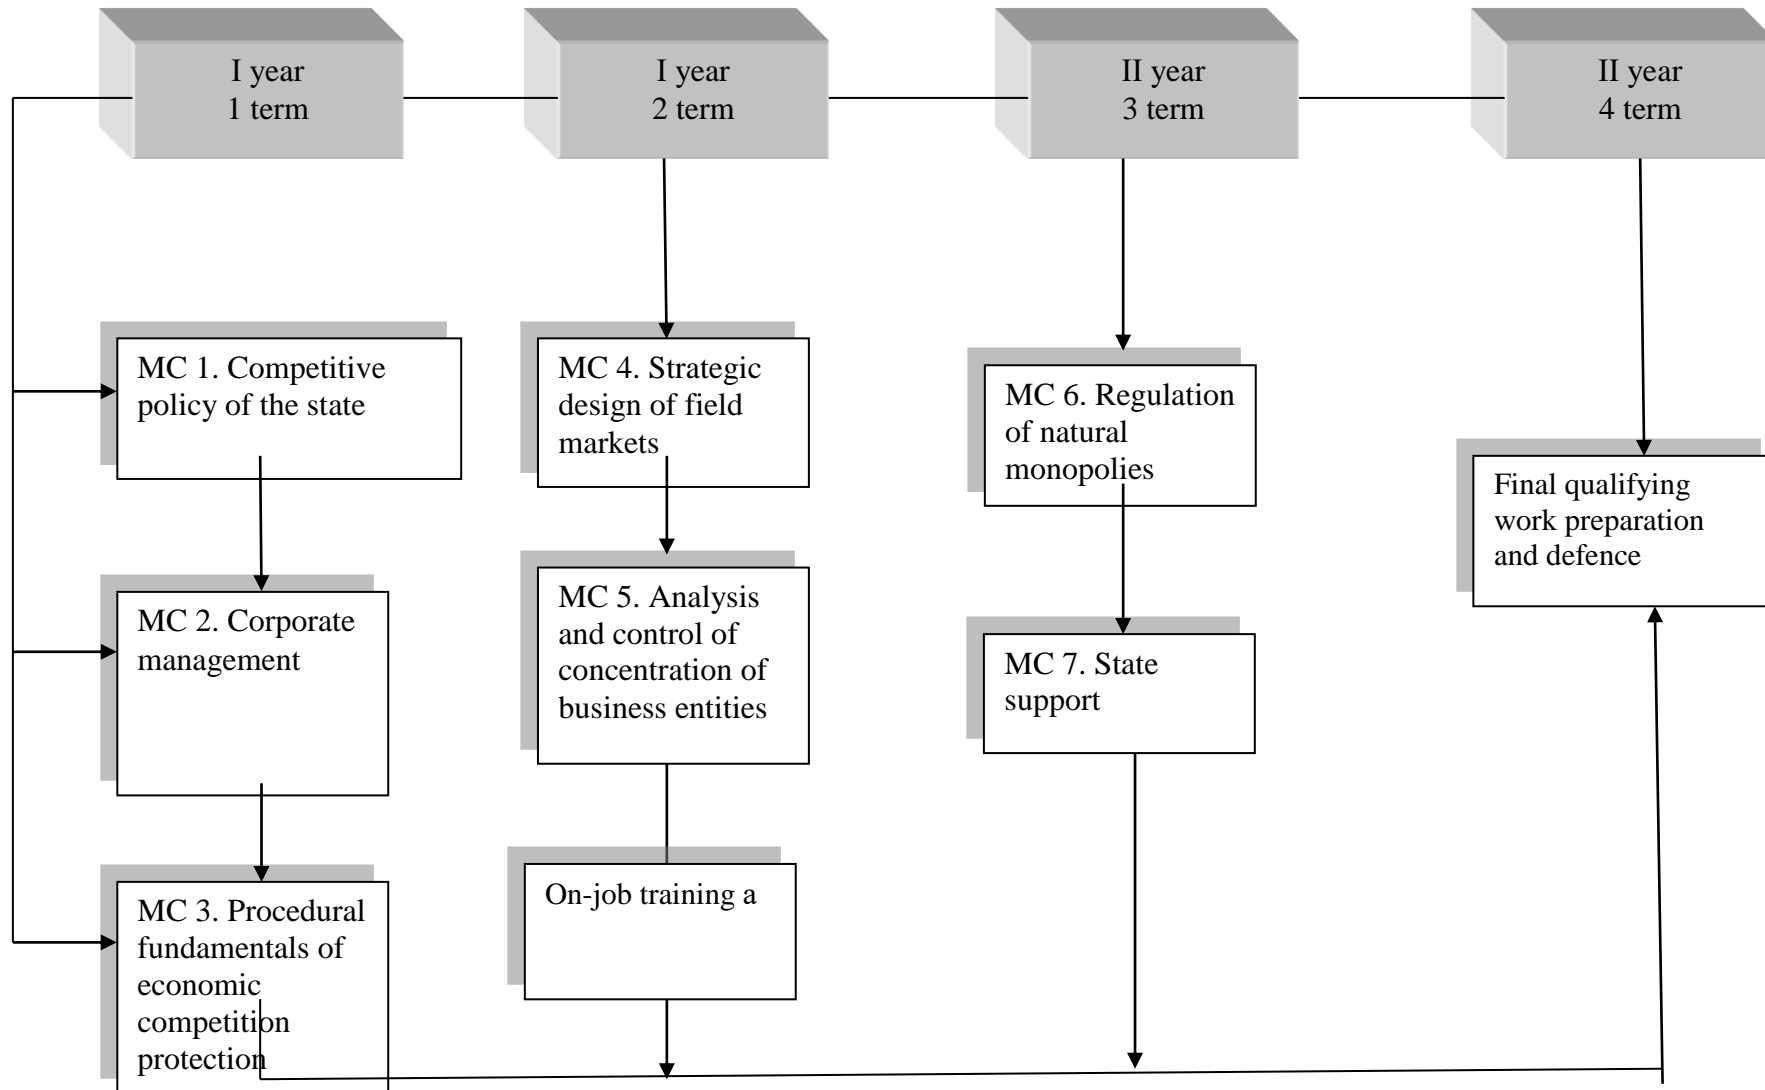 I year
1 term
I year
2 term
II year
3 term
II year
4 term
MC 1. Competitive
policy of the state
MC 2. Corporate
management
MC 3. Procedural
fundamentals of
economic
competition
protection
MC 4. Strategic
design of field
markets
MC 5. Analysis
and control of
concentration of
business entities
On-job training a
MC 6. Regulation
of natural
monopolies
MC 7. State
support
Final qualifying
work preparation
and defence